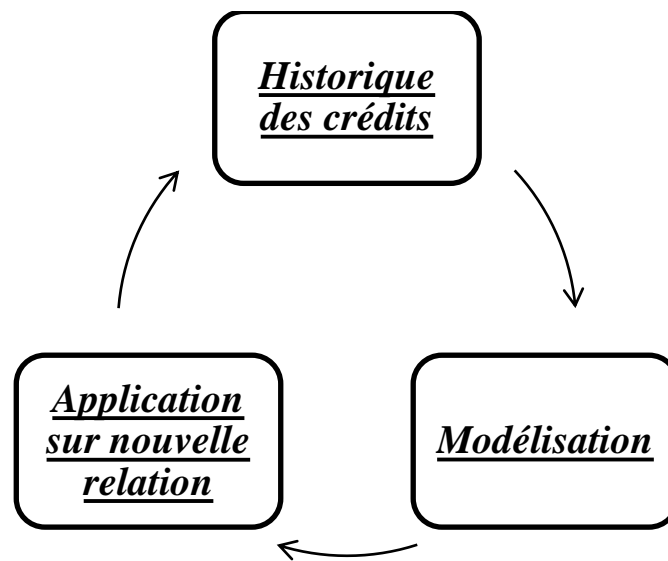 Historique
des crédits
Application
sur nouvelle
relation
Modélisation